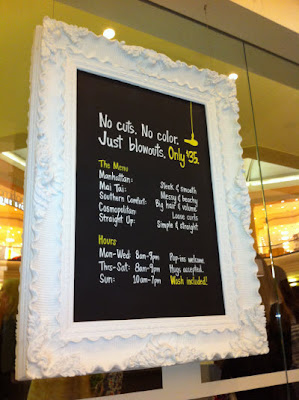 No cuts. No color.
Just blowouts. Only $35.
The Menu
Manhattan: Sleek & smooth
Mai Tai: Messy & beachy
Southern Comfort: Big hair & volume
Cosmopolitan: Loose curls
Straight Up: Simple & straight
Hours
Mon-Wed: 8am-7pm Pop-ins welcome.
Thu-Sat: 8am-9pm Hugs accepted.
Sun: 10am-7pm Wash included!